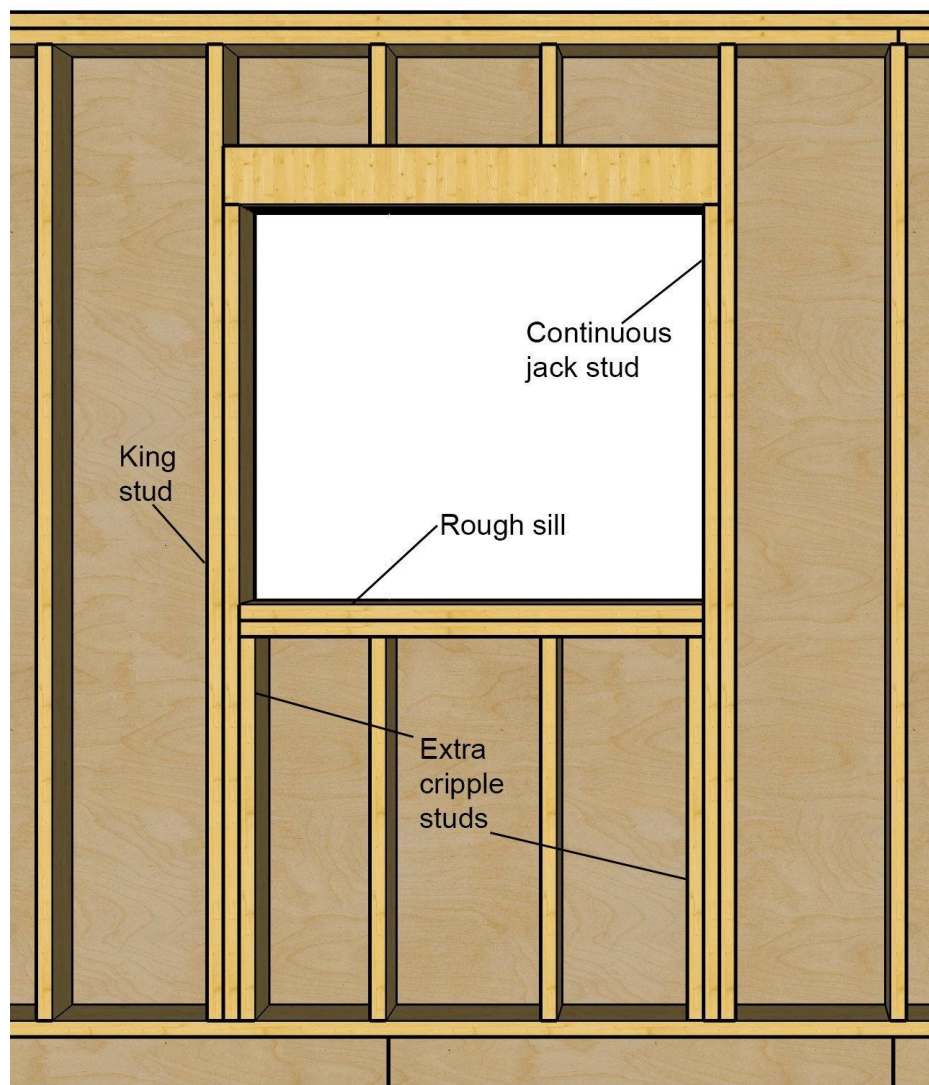 Continuous
jack stud
King
stud
Rough sill
Extra
cripple
studs